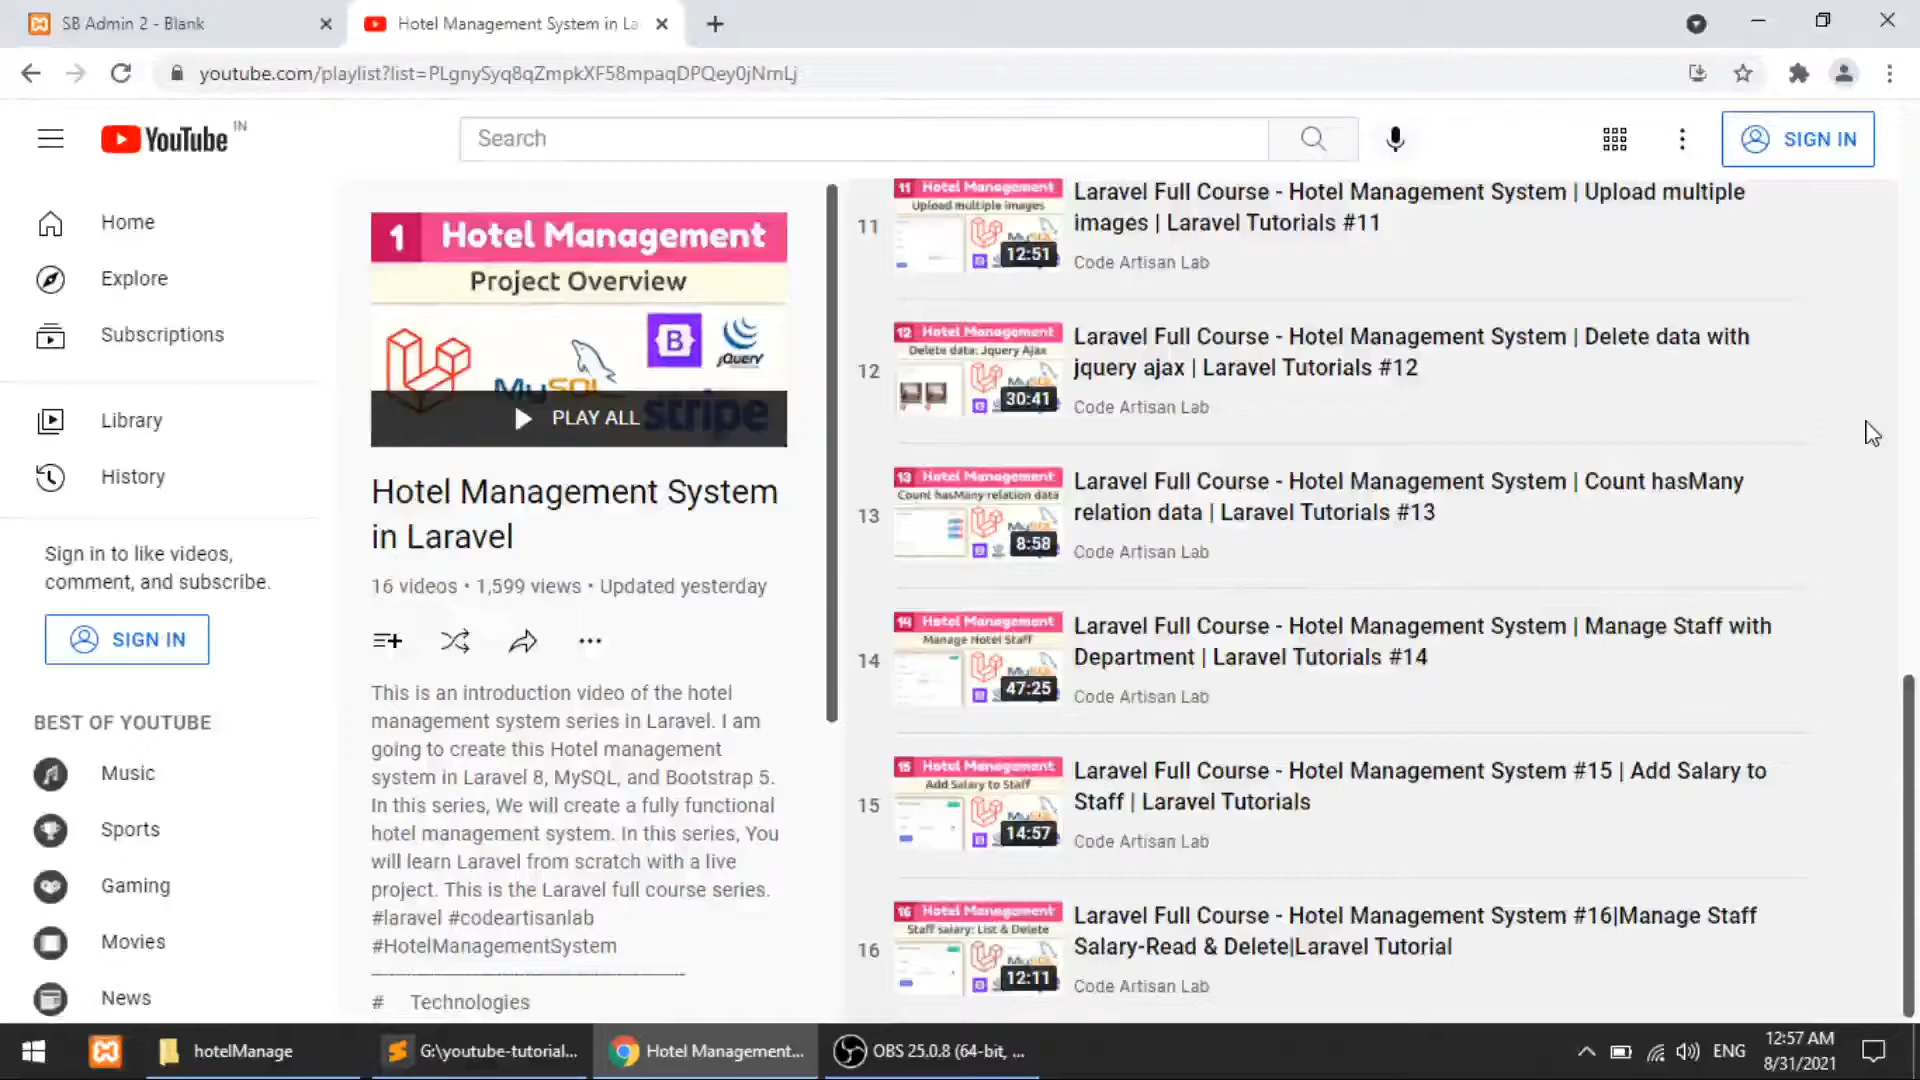 SB Admin 2 - Blank
Hotel Management System in La
youtube.com/playlist?list=PLgnySyq8qZmpkXF58mpaqDPQey0jNrnLj
YouTube IN
Search
SIGN IN
Home
Explore
Subscriptions
Library
History
Sign in to like videos,
comment, and subscribe.
SIGN IN
BEST OF YOUTUBE
Music
Sports
Gaming
Movies
News
1 Hotel Management
Project Overview
B
jQuery
MySQL
stripe
PLAY ALL
Hotel Management System
in Laravel
16 videos • 1,599 views • Updated yesterday
This is an introduction video of the hotel
management system series in Laravel. I am
going to create this Hotel management
system in Laravel 8, MySQL, and Bootstrap 5.
In this series, We will create a fully functional
hotel management system. In this series, You
will learn Laravel from scratch with a live
project. This is the Laravel full course series.
#laravel #codeartisanlab
#HotelManagementSystem
# Technologies
11
11 Hotel Management
Upload multiple images
12:51
Laravel Full Course - Hotel Management System | Upload multiple
images | Laravel Tutorials #11
Code Artisan Lab
12
12 Hotel Management
Delete data: Jquery Ajax
30:41
Laravel Full Course - Hotel Management System | Delete data with
jquery ajax | Laravel Tutorials #12
Code Artisan Lab
13
13 Hotel Management
Count hasMany relation data
8:58
Laravel Full Course - Hotel Management System | Count hasMany
relation data | Laravel Tutorials #13
Code Artisan Lab
14
14 Hotel Management
Manage Hotel Staff
47:25
Laravel Full Course - Hotel Management System | Manage Staff with
Department | Laravel Tutorials #14
Code Artisan Lab
15
15 Hotel Management
Add Salary to Staff
14:57
Laravel Full Course - Hotel Management System #15 | Add Salary to
Staff | Laravel Tutorials
Code Artisan Lab
16
16 Hotel Management
Staff salary: List & Delete
12:11
Laravel Full Course - Hotel Management System #16|Manage Staff
Salary-Read & Delete|Laravel Tutorial
Code Artisan Lab
hotelManage
G:\youtube-tutorial...
Hotel Management...
OBS 25.0.8 (64-bit, ...
ENG
12:57 AM
8/31/2021